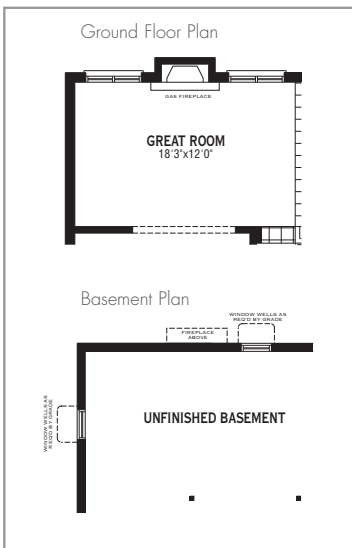 Ground Floor Plan
GAS FIREPLACE
GREAT ROOM
18'3"x12'0"
Basement Plan
WINDOW WELLS AS
REQ'D BY GRADE
FIREPLACE
ABOVE
WINDOW WELLS AS
REQ'D BY GRADE
UNFINISHED BASEMENT